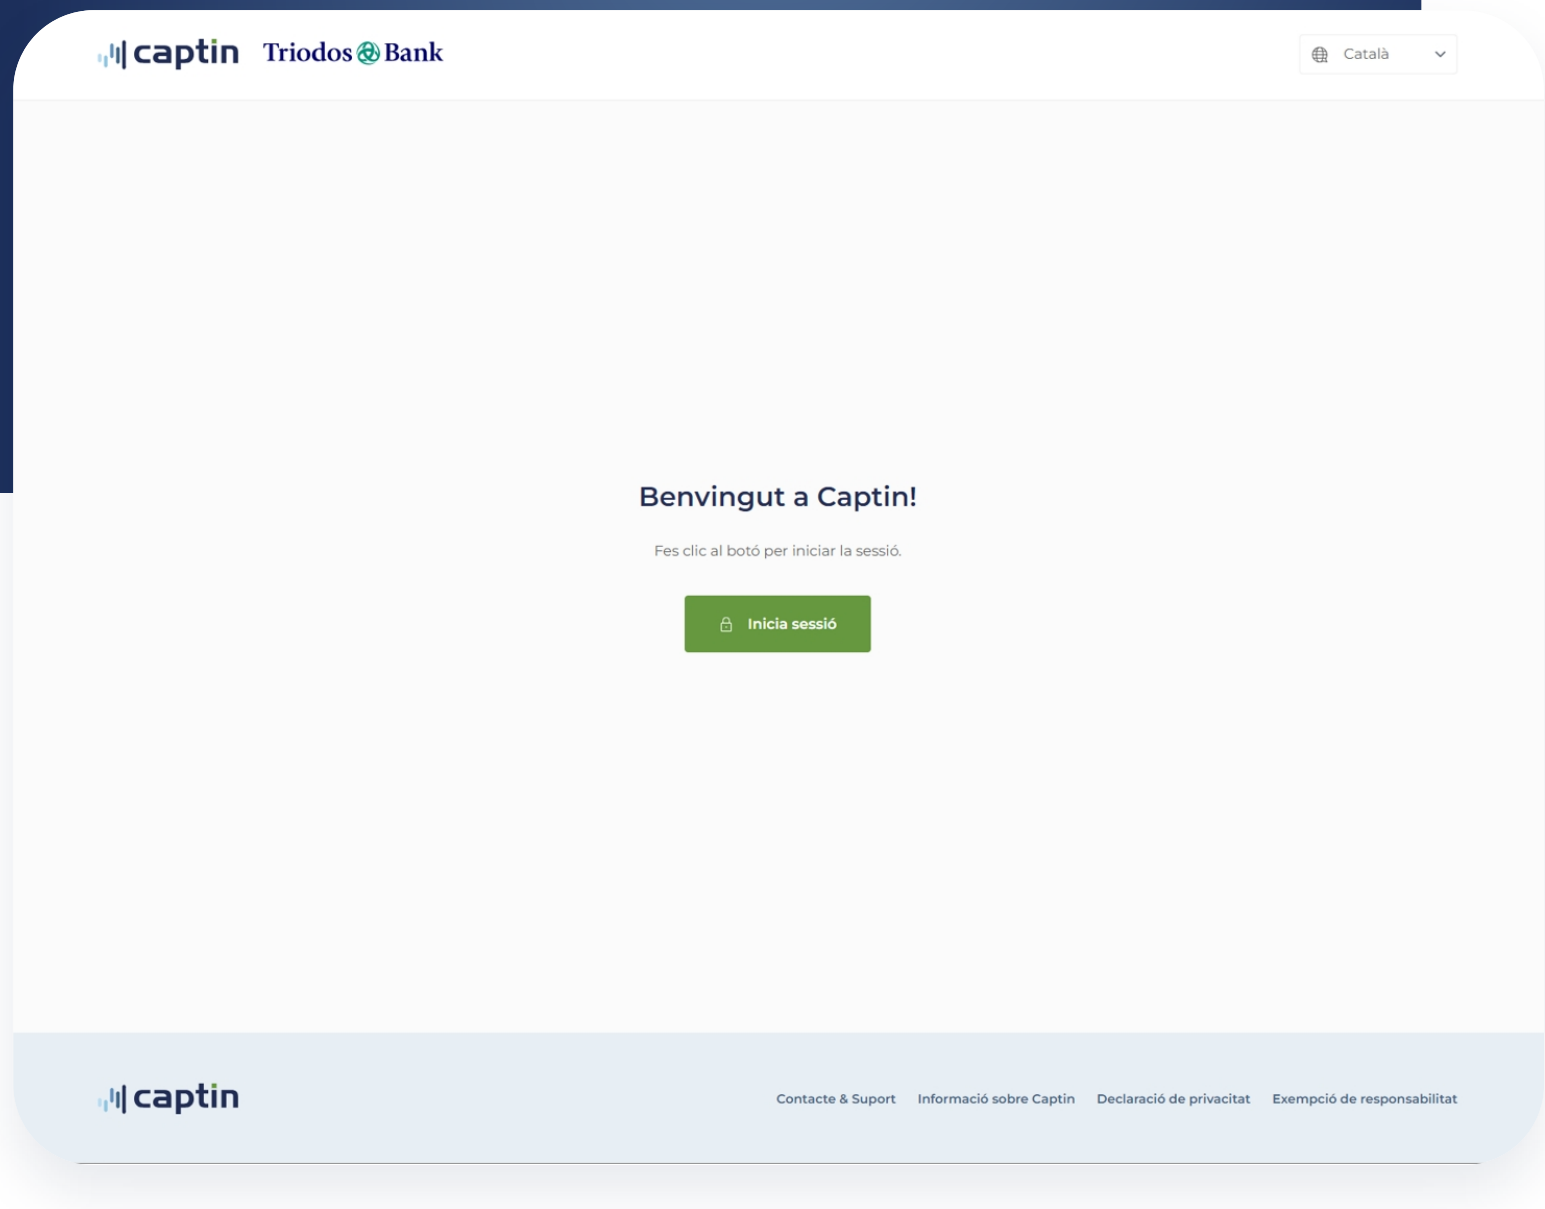 captin Triodos Bank Català
Benvingut a Captin!
Fes clic al botó per iniciar la sessió.
Inicia sessió
captin Contacte & Suport Informació sobre Captin Declaració de privacitat Exempció de responsabilitat